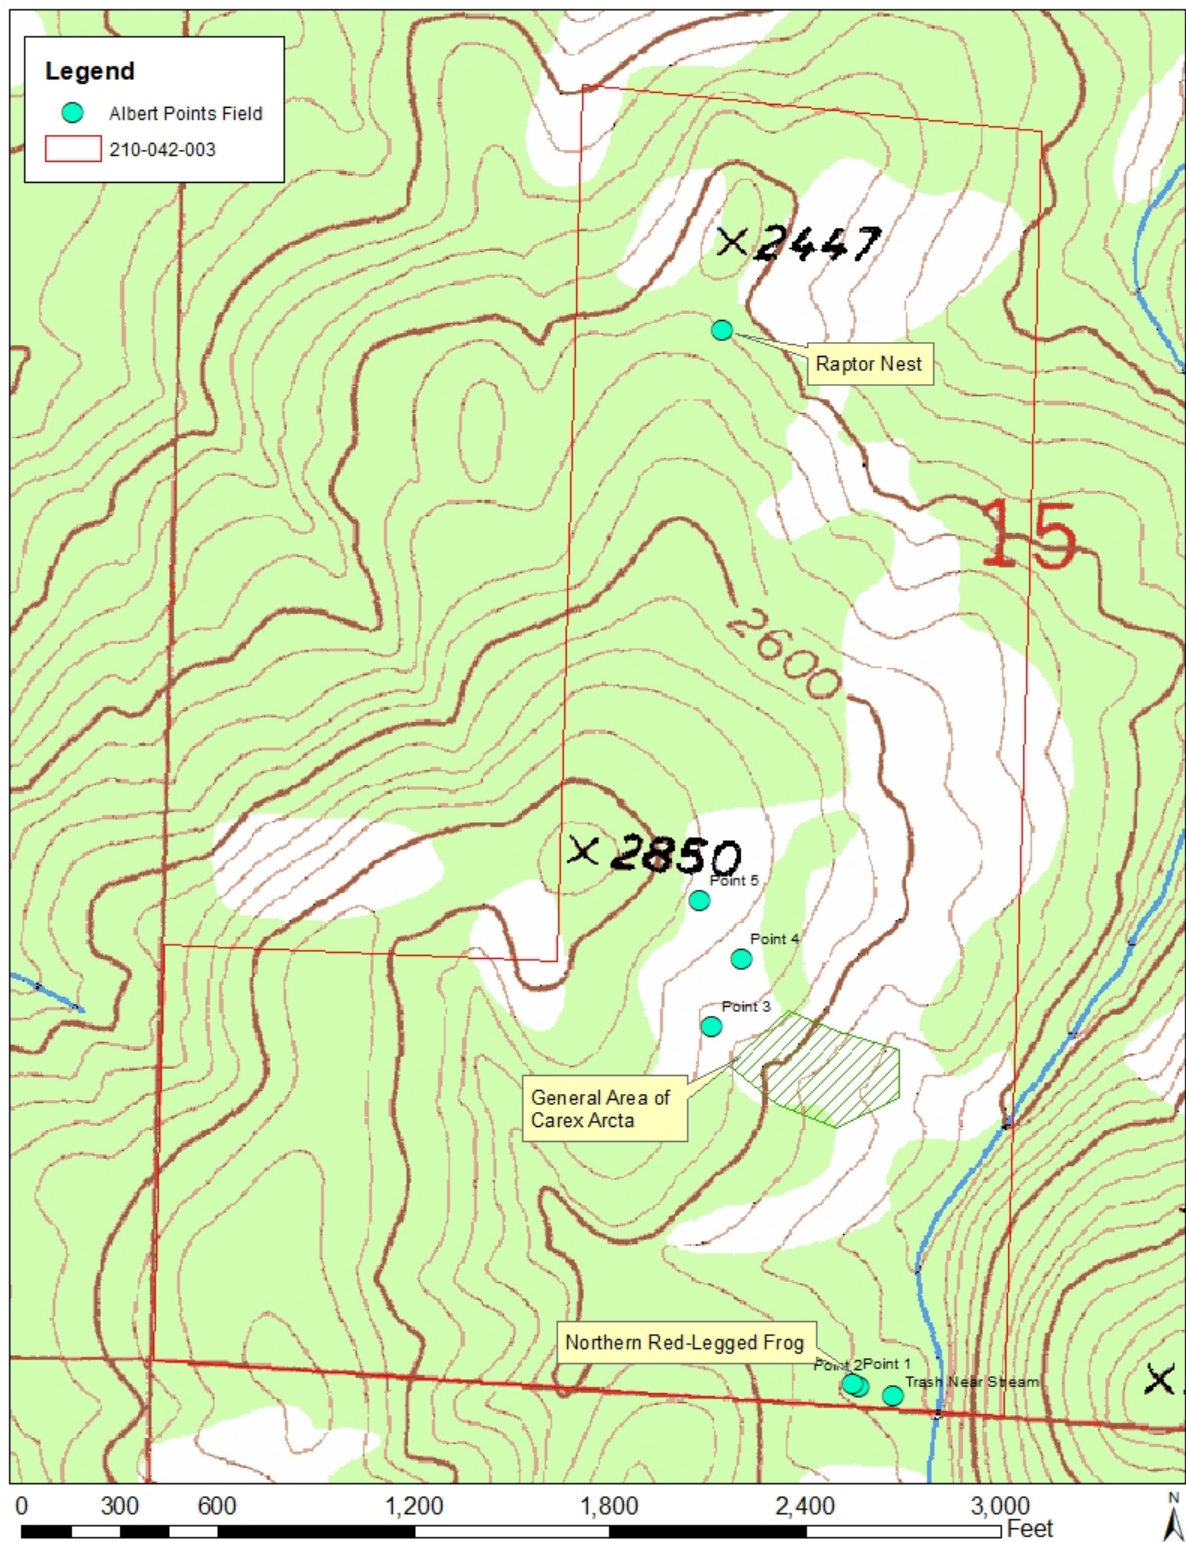 Legend
Albert Points Field
210-042-003
2447
Raptor Nest
15
2600
2850
Point 5
Point 4
Point 3
General Area of
Carex Arcta
Northern Red-Legged Frog
Point 2 Point 1
Trash Near Stream
0 300 600 1,200 1,800 2,400 3,000
Feet
N